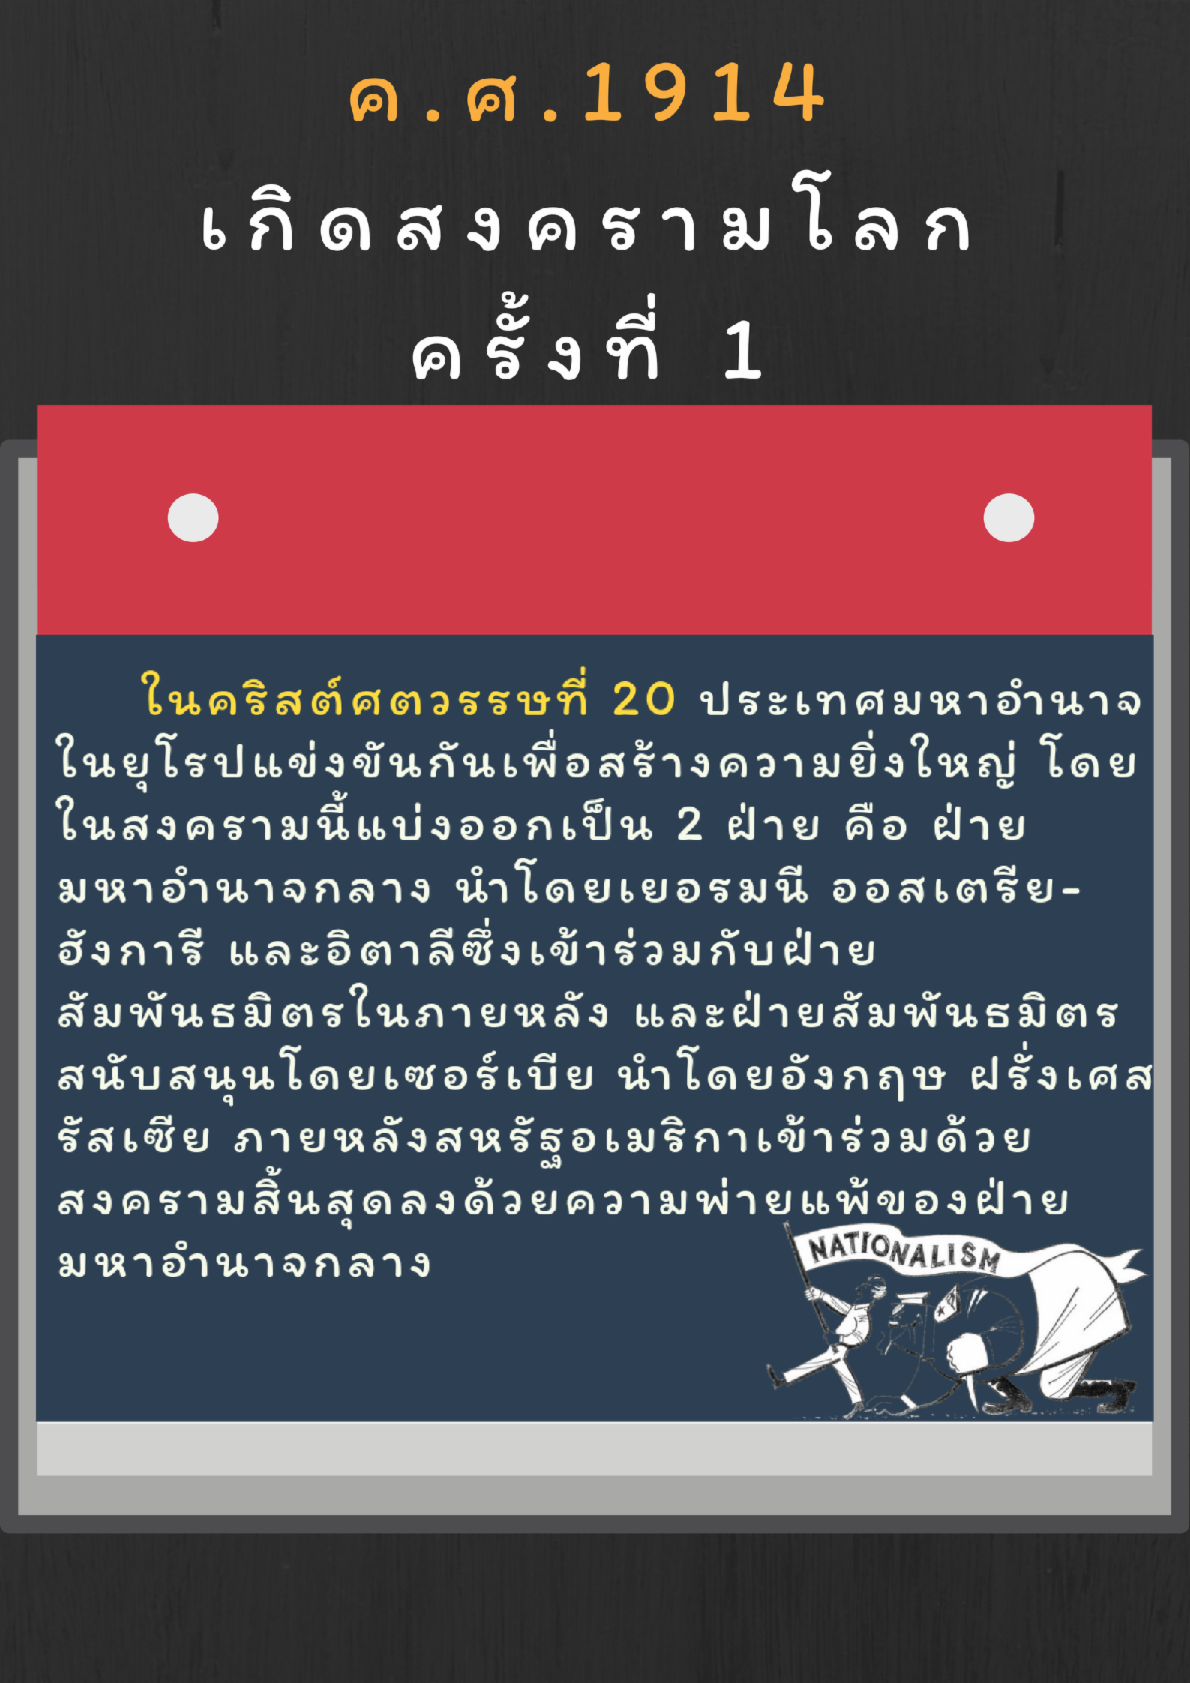 ค.ศ.1914
เกิดสงครามโลก
ครั้งที่ 1
ในคริสต์ศตวรรษที่ 20 ประเทศมหาอำนาจ
ในยุโรปแข่งขันกันเพื่อสร้างความยิ่งใหญ่ โดย
ในสงครามนี้แบ่งออกเป็น 2 ฝ่าย คือ ฝ่าย
มหาอำนาจกลาง นำโดยเยอรมนี ออสเตรีย-
ฮังการี และอิตาลีซึ่งเข้าร่วมกับฝ่าย
สัมพันธมิตรในภายหลัง และฝ่ายสัมพันธมิตร
สนับสนุนโดยเซอร์เบีย นำโดยอังกฤษ ฝรั่งเศส
รัสเซีย ภายหลังสหรัฐอเมริกาเข้าร่วมด้วย
สงครามสิ้นสุดลงด้วยความพ่ายแพ้ของฝ่าย
มหาอำนาจกลาง
NATIONALISM